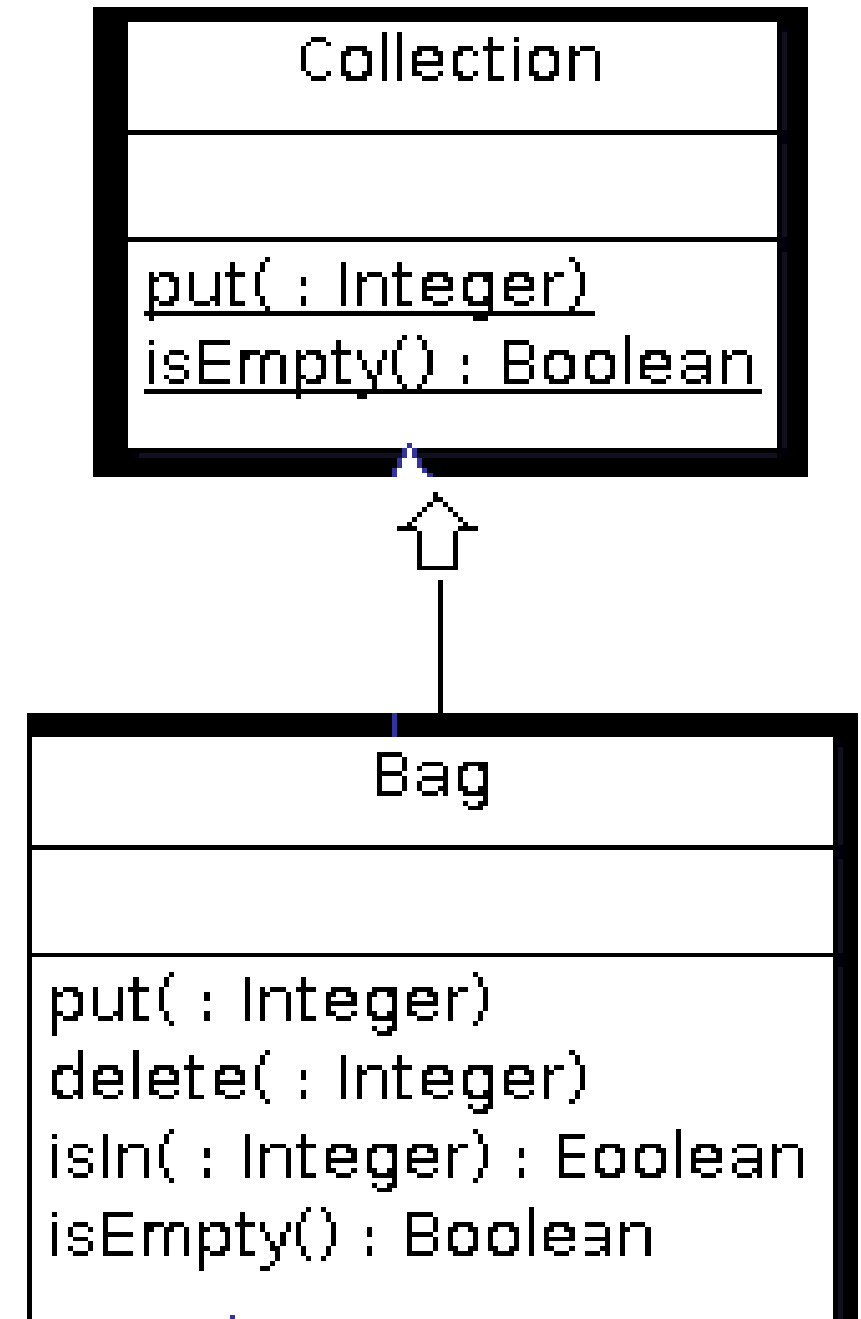 Collection
put( : Integer)
isEmpty() : Boolean
Bag
put( : Integer)
delete( : Integer)
isIn( : Integer) : Eoolean
isEmpty() : Boolean